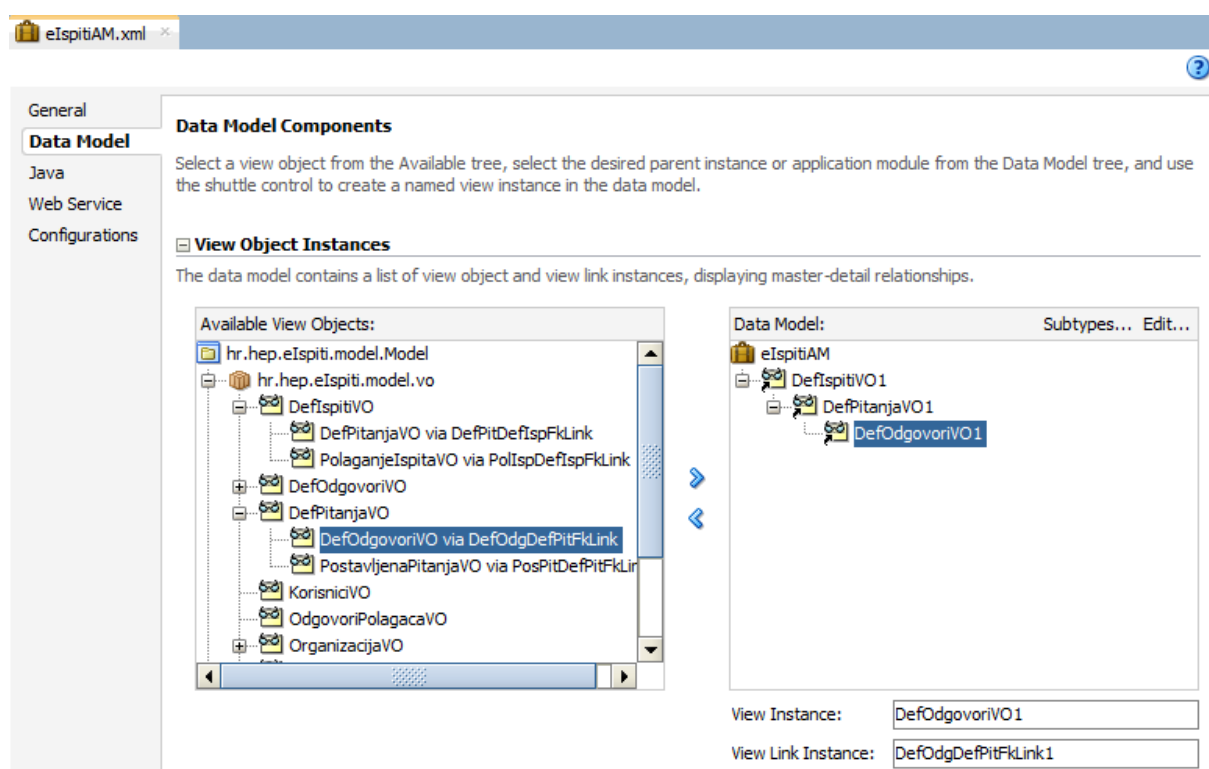 eIspitiAM.xml
General
Data Model
Java
Web Service
Configurations
Data Model Components
Select a view object from the Available tree, select the desired parent instance or application module from the Data Model tree, and use
the shuttle control to create a named view instance in the data model.
View Object Instances
The data model contains a list of view object and view link instances, displaying master-detail relationships.
Available View Objects:
hr.hep.eIspiti.model.Model
hr.hep.eIspiti.model.vo
DefIspitiVO
DefPitanjaVO via DefPitDefIspFkLink
PolaganjeIspitaVO via PolIspDefIspFkLink
DefOdgovoriVO
DefPitanjaVO
DefOdgovoriVO via DefOdgDefPitFkLink
PostavljenaPitanjaVO via PosPitDefPitFkLir
KorisniciVO
OdgovoriPolagacaVO
OrganizacijaVO
Data Model:
Subtypes... Edit...
eIspitiAM
DefIspitiVO1
DefPitanjaVO1
DefOdgovoriVO1
View Instance: DefOdgovoriVO1
View Link Instance: DefOdgDefPitFkLink1